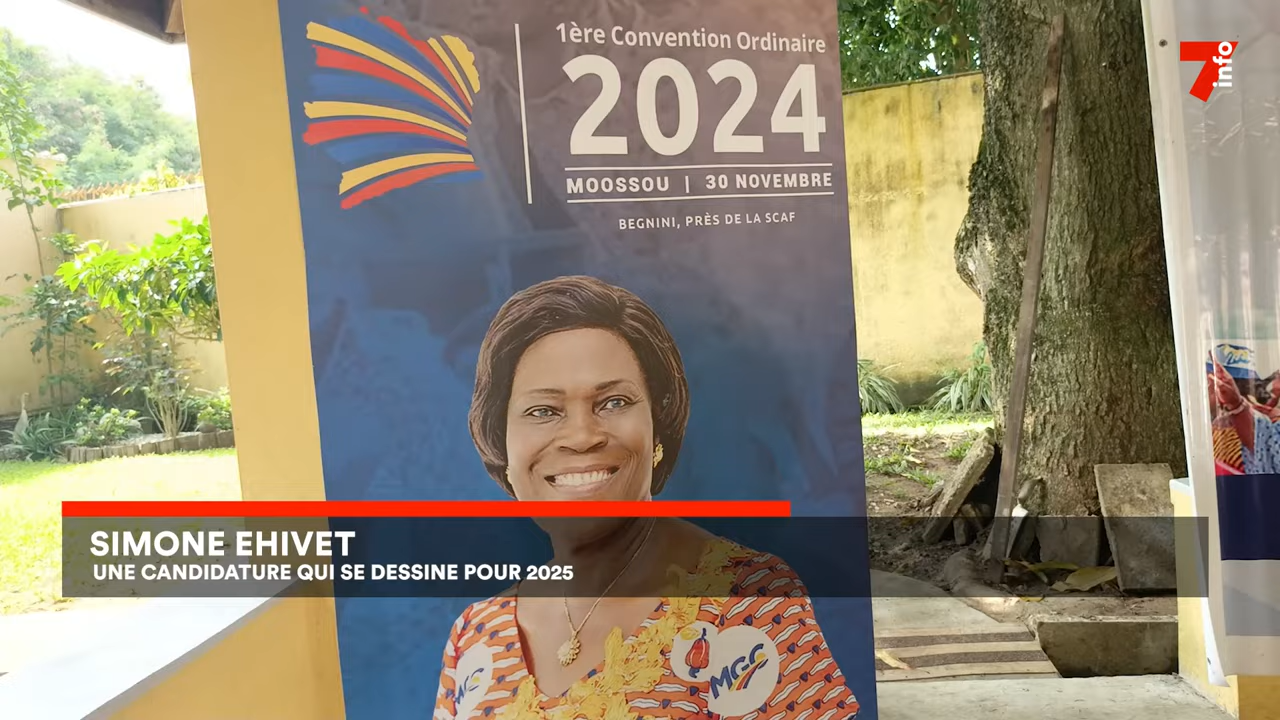 1ère Convention Ordinaire
2024
MOOSSOU | 30 NOVEMBRE
BEGNINI, PRÈS DE LA SCAF
7info
SIMONE EHIVET
UNE CANDIDATURE QUI SE DESSINE POUR 2025
MGC
MGC